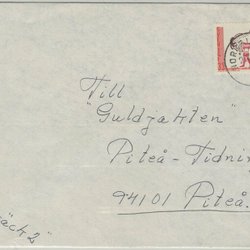 Till
"Guldjakten"
Piteå-Tidnin
94101 Piteå.